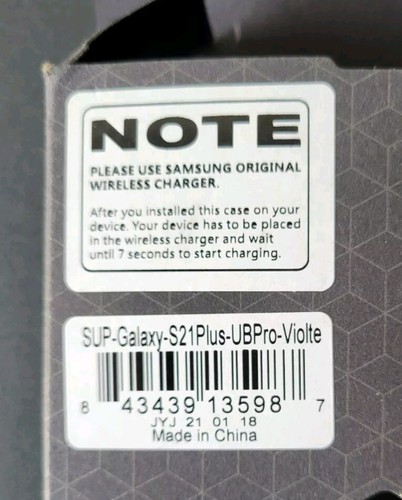 NOTE
PLEASE USE SAMSUNG ORIGINAL
WIRELESS CHARGER.
After you installed this case on your
device. Your device has to be placed
in the wireless charger and wait
until 7 seconds to start charging.
SUP-Galaxy-S21Plus-UBPro-Violte
8 43439 13598 7
JYJ 21 01 18
Made in China